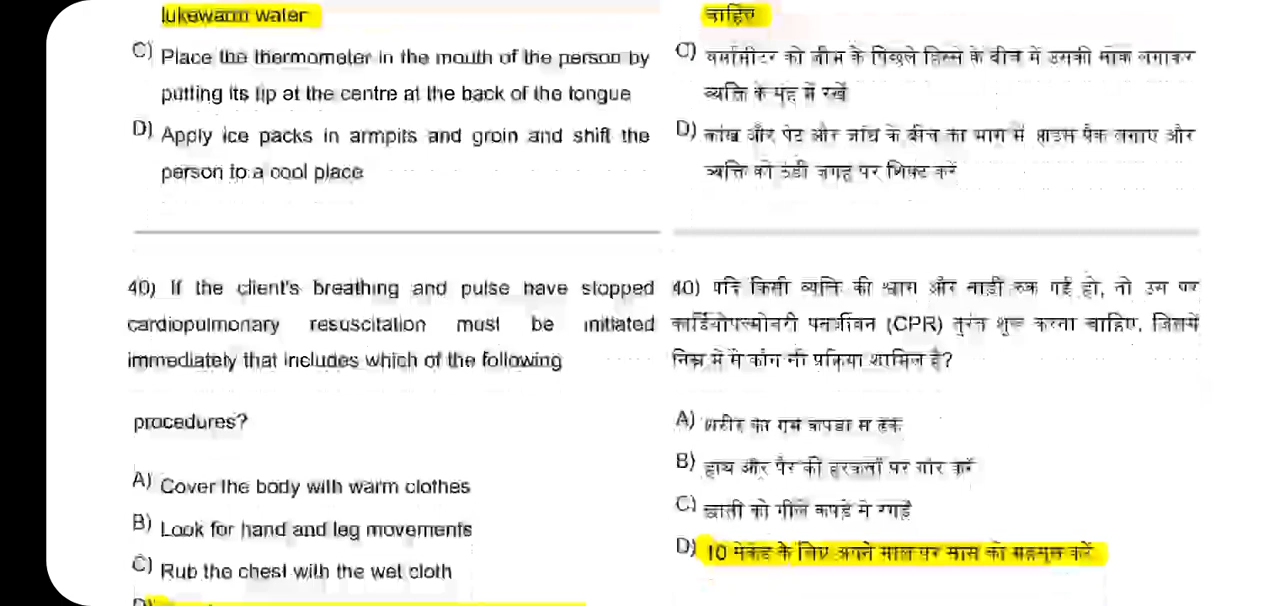 lukewarm water
C) Place the thermometer in the mouth of the person by
putting its tip at the centre at the back of the tongue
D) Apply ice packs in armpits and groin and shift the
person to a cool place
चाहिए
C) थर्मामीटर को जीभ के पिछले हिस्से के बीच में उसकी नोक लगाकर
व्यक्ति के मुंह में रखें
D) कांख और पेट और जांघ के बीच का भाग में आइस पैक लगाए और
व्यक्ति को ठंडी जगह पर शिफ्ट करें
40) If the client's breathing and pulse have stopped
cardiopulmonary resuscitation must be initiated
immediately that includes which of the following
procedures?
A) Cover the body with warm clothes
B) Look for hand and leg movements
C) Rub the chest with the wet cloth
D)
40) यदि किसी व्यक्ति की श्वास और नाड़ी रुक गई हो, तो उस पर
कार्डियोपल्मोनरी पुनर्जीवन (CPR) तुरंत शुरू करना चाहिए, जिसमें
निम्न में से कौन सी प्रक्रिया शामिल है?
A) शरीर को गर्म कपड़ो से ढकें
B) हाथ और पैर की हरकतों पर गौर करें
C) छाती को गीले कपड़े से रगड़ें
D) 10 सेकंड के लिए अपने गाल पर सांस को महसूस करें